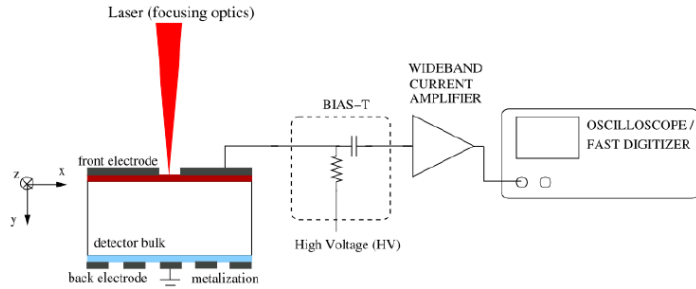 Laser (focusing optics)
WIDEBAND
CURRENT
AMPLIFIER
BIAS–T
OSCILLOSCOPE /
FAST DIGITIZER
front electrode
z
x
y
detector bulk
High Voltage (HV)
back electrode
metalization